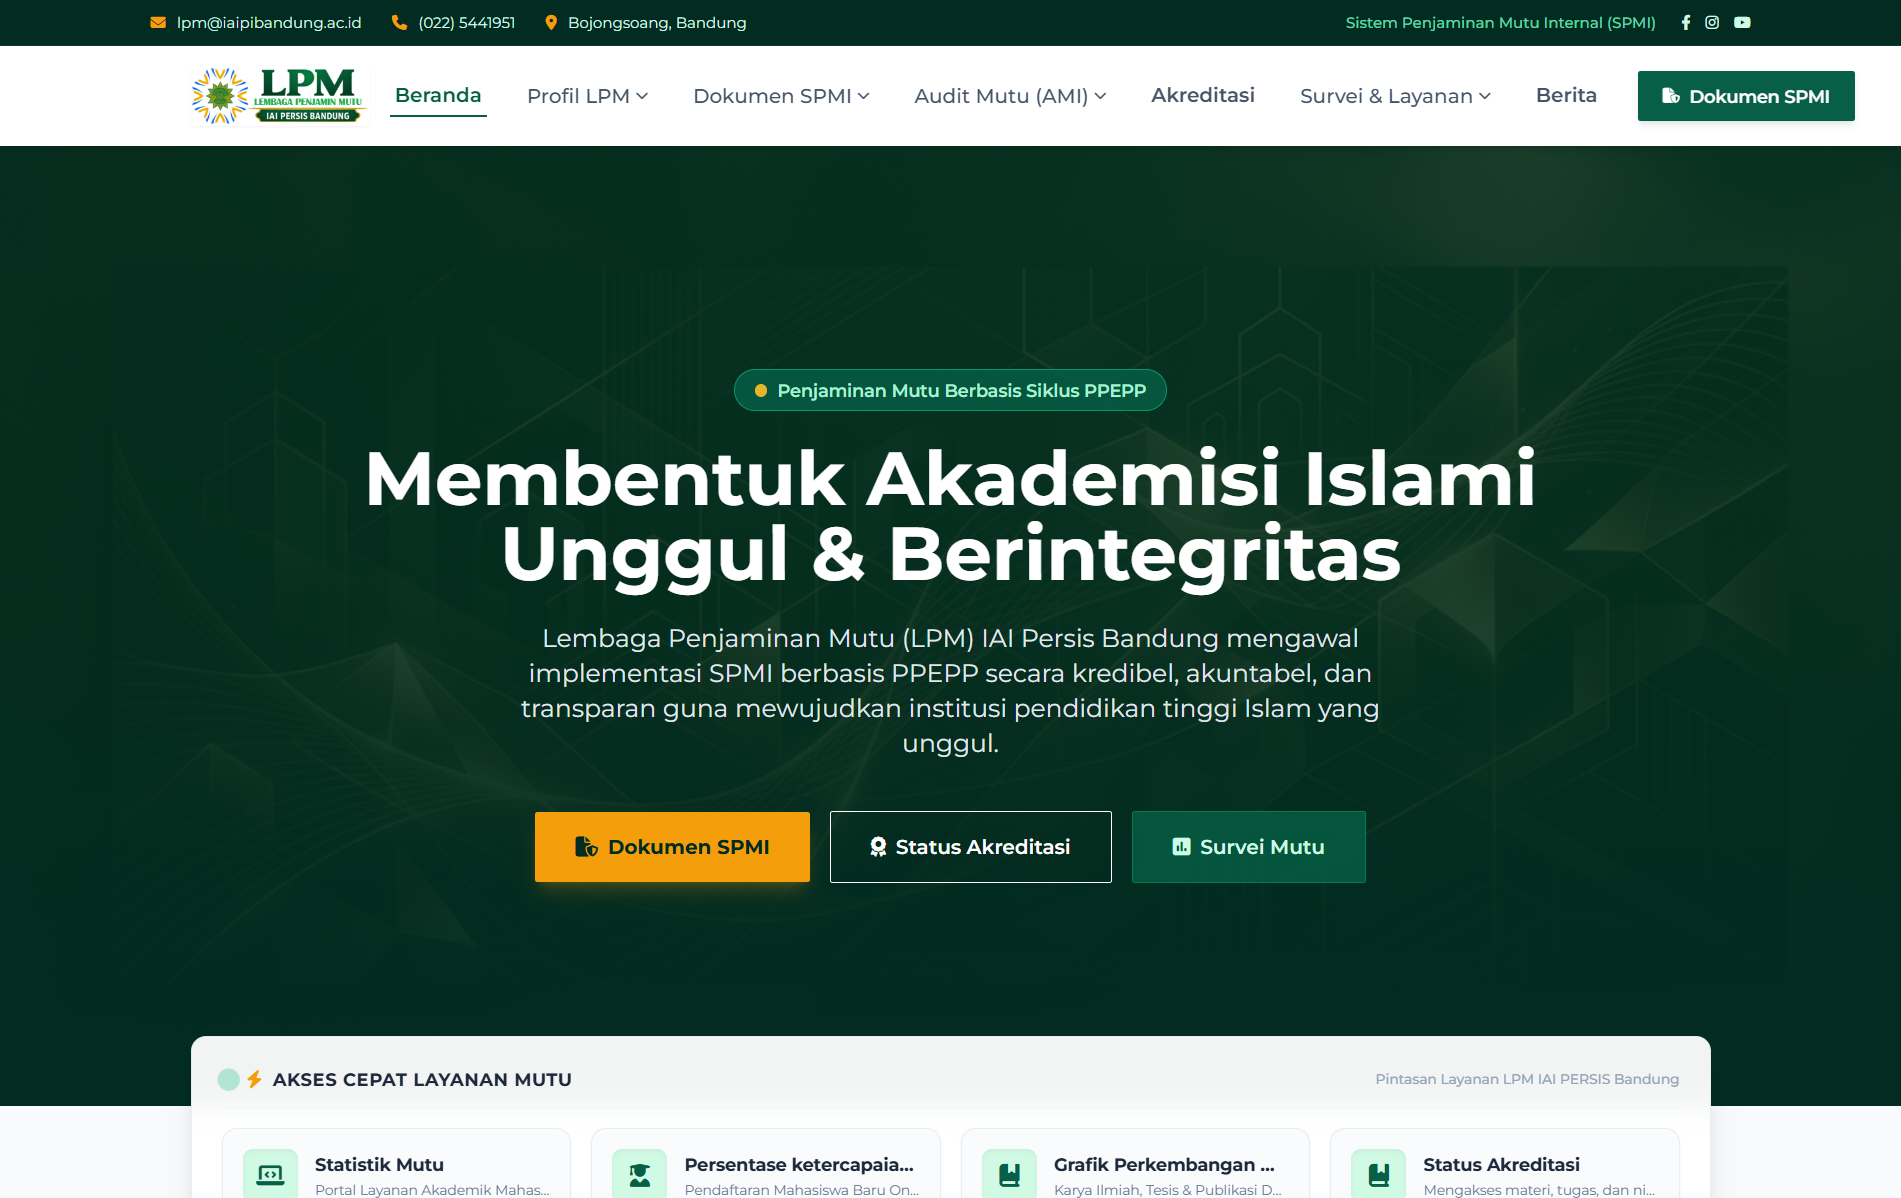 lpm@iaipibandung.ac.id
(022) 5441951
Bojongsoang, Bandung
Sistem Penjaminan Mutu Internal (SPMI)
LPM
LEMBAGA PENJAMIN MUTU
IAI PERSIS BANDUNG
Beranda
Profil LPM
Dokumen SPMI
Audit Mutu (AMI)
Akreditasi
Survei & Layanan
Berita
Dokumen SPMI
Penjaminan Mutu Berbasis Siklus PPEPP
Membentuk Akademisi Islami
Unggul & Berintegritas
Lembaga Penjaminan Mutu (LPM) IAI Persis Bandung mengawal
implementasi SPMI berbasis PPEPP secara kredibel, akuntabel, dan
transparan guna mewujudkan institusi pendidikan tinggi Islam yang
unggul.
Dokumen SPMI
Status Akreditasi
Survei Mutu
AKSES CEPAT LAYANAN MUTU
Pintasan Layanan LPM IAI PERSIS Bandung
Statistik Mutu
Portal Layanan Akademik Mahas...
Persentase ketercapaia...
Pendaftaran Mahasiswa Baru On...
Grafik Perkembangan ...
Karya Ilmiah, Tesis & Publikasi D...
Status Akreditasi
Mengakses materi, tugas, dan ni...